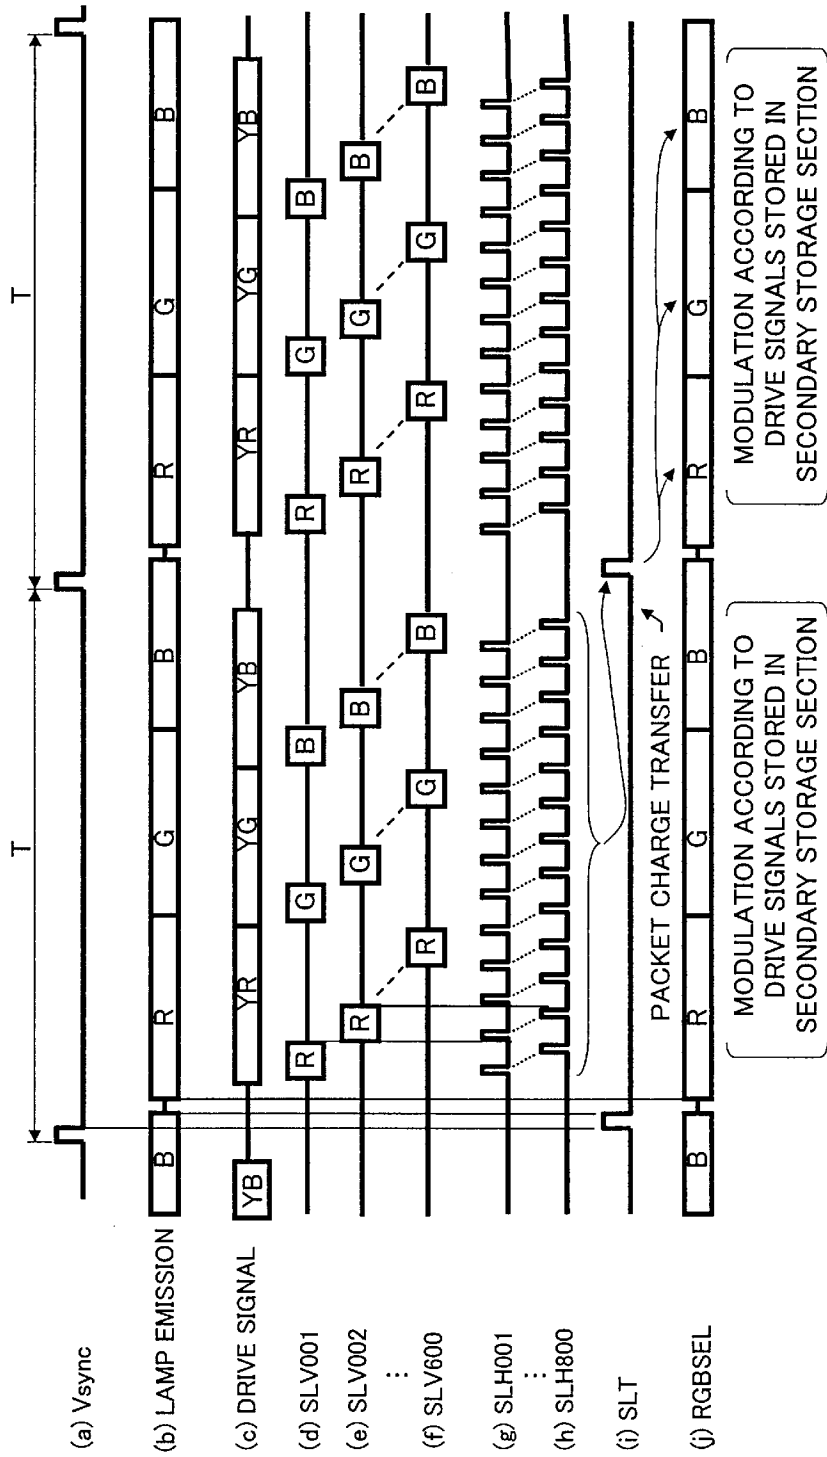 T T
(a) Vsync
(b) LAMP EMISSION B R G B R G B
(c) DRIVE SIGNAL YB YR YG YB YR YG YB
(d) SLV001 R G B R G B
(e) SLV002 R G B R G B
⋮
(f) SLV600 R G B R G B
(g) SLH001
⋮
(h) SLH800
(i) SLT
PACKET CHARGE TRANSFER
(j) RGBSEL B R G B R G B
MODULATION ACCORDING TO
DRIVE SIGNALS STORED IN
SECONDARY STORAGE SECTION
MODULATION ACCORDING TO
DRIVE SIGNALS STORED IN
SECONDARY STORAGE SECTION